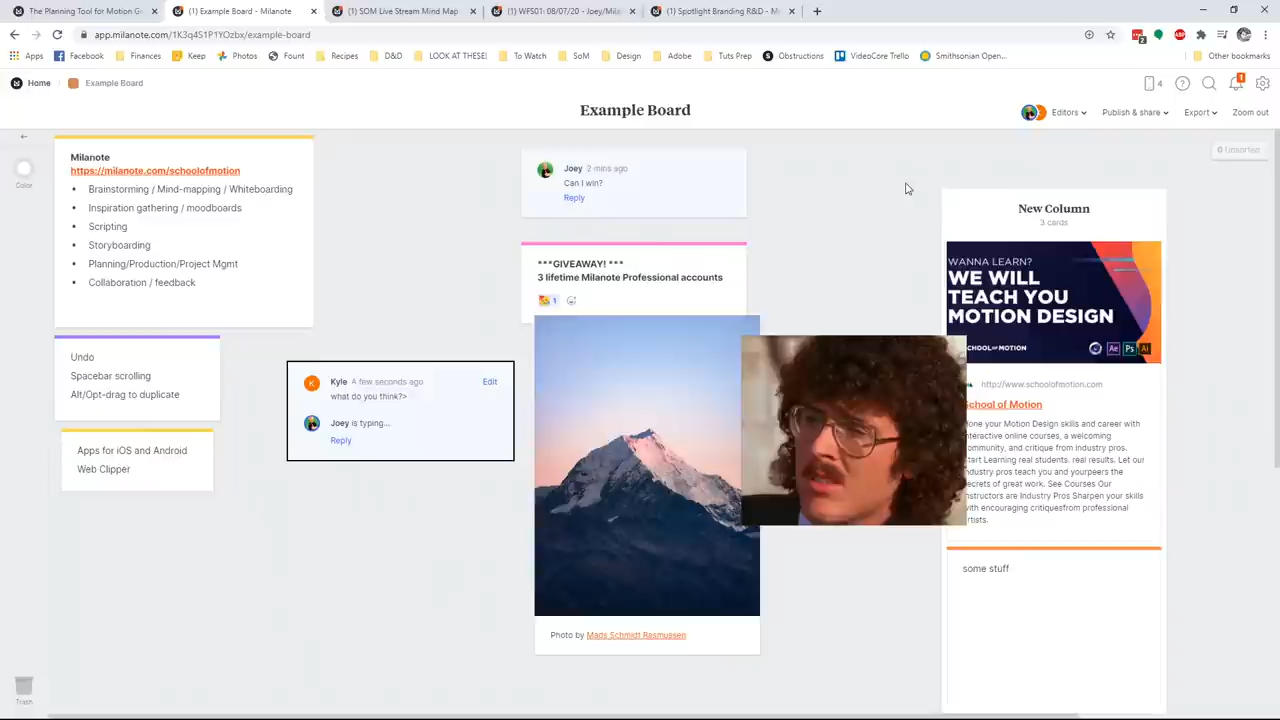 (1) Example Board - Milanote
(1) SOM Live Stream Mind Map
(1) WFS01: 08/07/20 - Joey/Mila
(1) Spotlight Branding R&D - M
The Planning Tool for Motion G
app.milanote.com/1K3q4S1P1YOzbx/example-board
Apps
Facebook
Finances
Keep
Photos
Fount
Recipes
D&D
LOOK AT THESE!
To Watch
SoM
Design
Adobe
Tuts Prep
Obstructions
VideoCore Trello
Smithsonian Open...
Other bookmarks
Home
Example Board
4
1
Example Board
Editors
Publish & share
Export
Zoom out
Color
0 Unsorted
Milanote
https://milanote.com/schoolofmotion
• Brainstorming / Mind-mapping / Whiteboarding
• Inspiration gathering / moodboards
• Scripting
• Storyboarding
• Planning/Production/Project Mgmt
• Collaboration / feedback
Undo
Spacebar scrolling
Alt/Opt-drag to duplicate
Apps for iOS and Android
Web Clipper
K
Kyle A few seconds ago
Edit
what do you think?>
Joey is typing...
Reply
Joey 2 mins ago
Can I win?
Reply
***GIVEAWAY! ***
3 lifetime Milanote Professional accounts
1
Photo by Mads Schmidt Rasmussen
New Column
3 cards
WANNA LEARN?
WE WILL
TEACH YOU
MOTION DESIGN
SCHOOL OF MOTION
Ae Ps Ai
http://www.schoolofmotion.com
School of Motion
Hone your Motion Design skills and career with
interactive online courses, a welcoming
community, and critique from industry pros.
Start Learning real students. real results. Let our
industry pros teach you and yourpeers the
secrets of great work. See Courses Our
instructors are Industry Pros Sharpen your skills
with encouraging critiquesfrom professional
artists.
some stuff
Trash